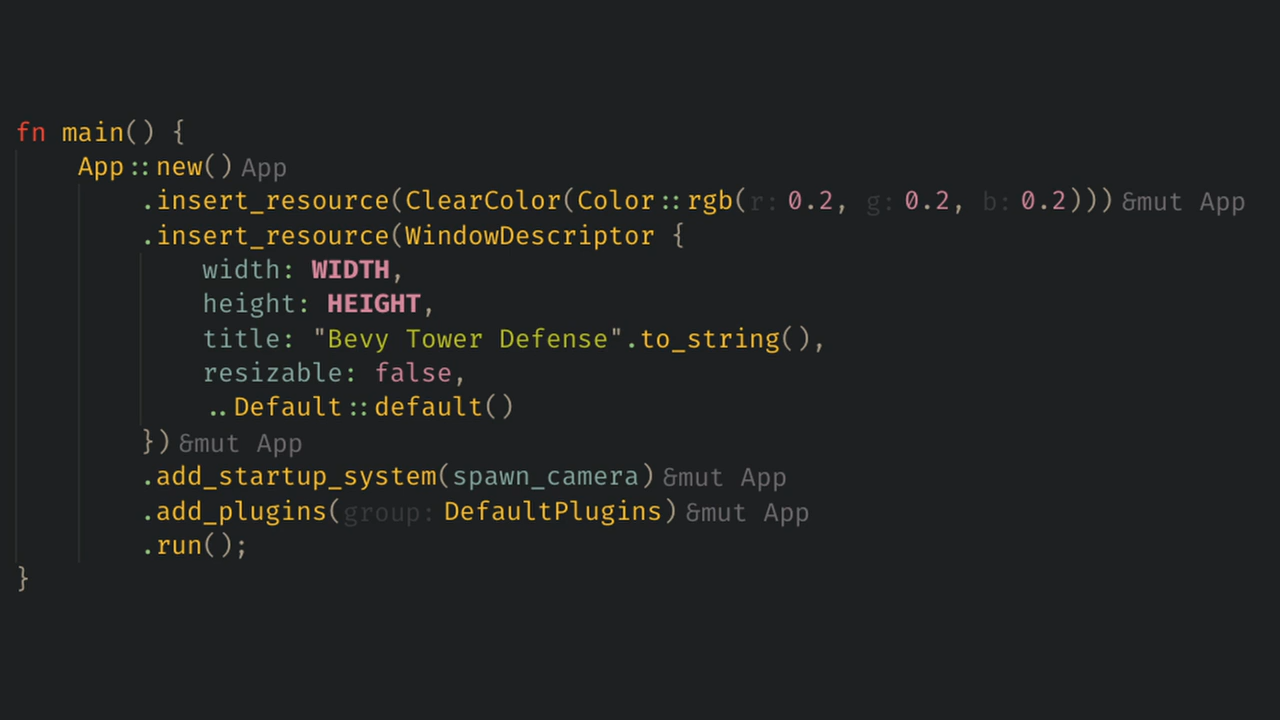 fn main() {
App::new() App
.insert_resource(ClearColor(Color::rgb(r: 0.2, g: 0.2, b: 0.2))) &mut App
.insert_resource(WindowDescriptor {
width: WIDTH,
height: HEIGHT,
title: "Bevy Tower Defense".to_string(),
resizable: false,
..Default::default()
}) &mut App
.add_startup_system(spawn_camera) &mut App
.add_plugins(group: DefaultPlugins) &mut App
.run();
}